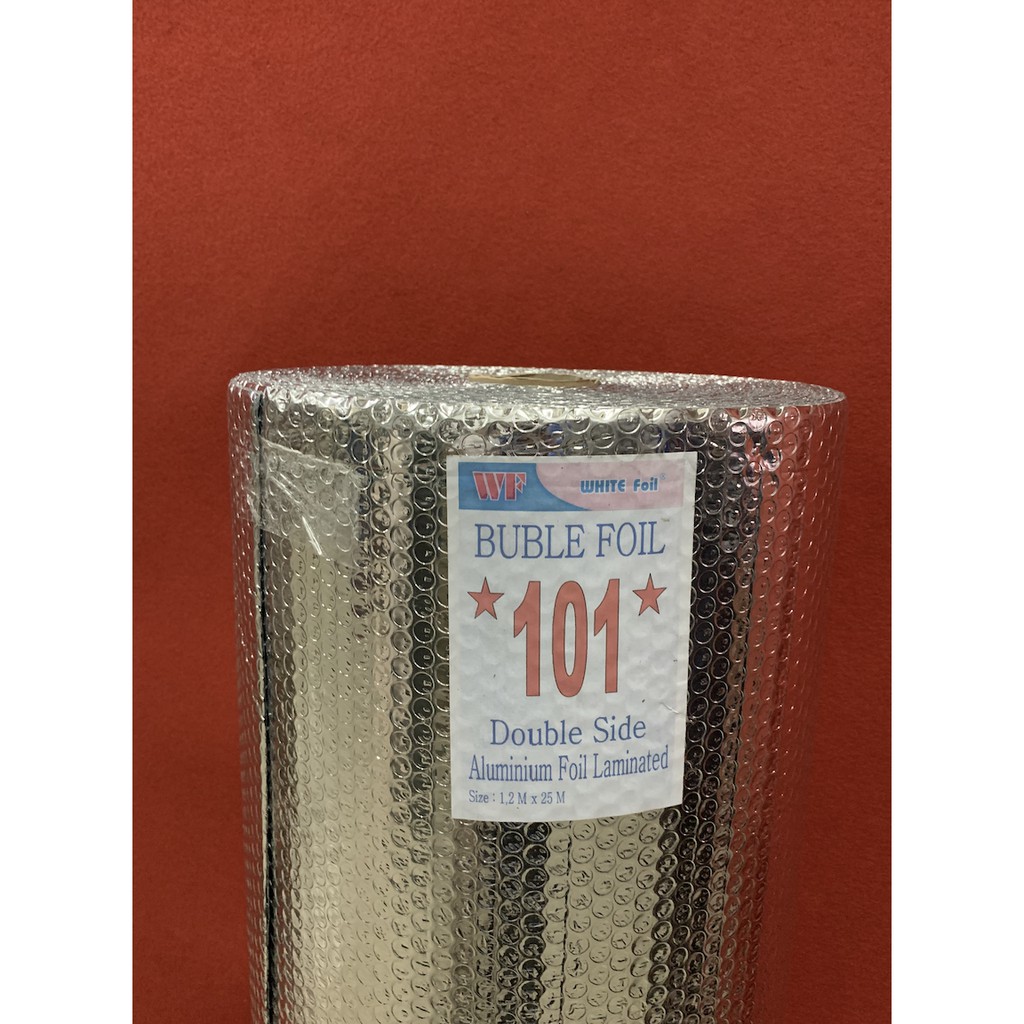 WF WHITE Foil
BUBLE FOIL
★101★
Double Side
Aluminium Foil Laminated
Size : 1,2 M x 25 M